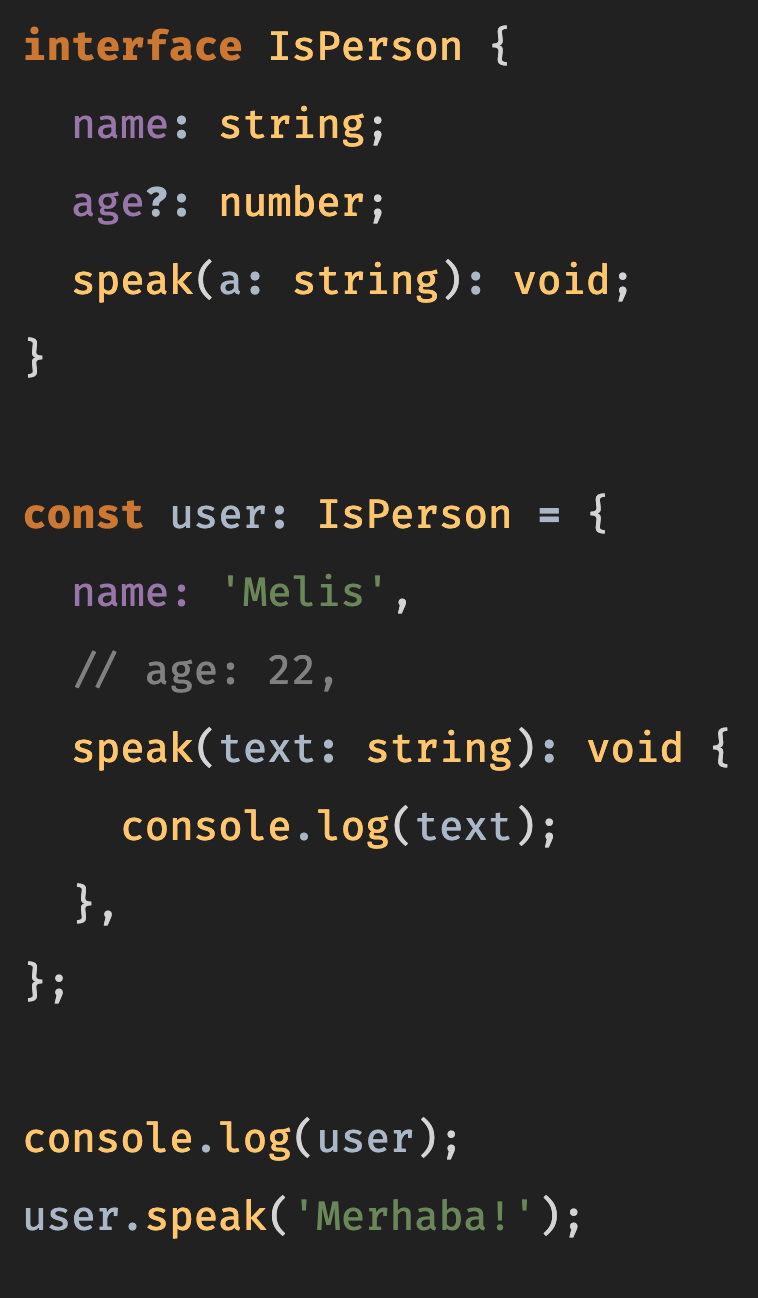 interface IsPerson {
  name: string;
  age?: number;
  speak(a: string): void;
}

const user: IsPerson = {
  name: 'Melis',
  // age: 22,
  speak(text: string): void {
    console.log(text);
  },
};

console.log(user);
user.speak('Merhaba!');